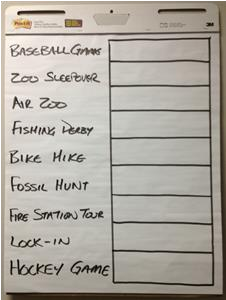 Post-it
3M
BASEBALL GAME
ZOO SLEEPOVER
AIR ZOO
FISHING DERBY
BIKE HIKE
FOSSIL HUNT
FIRE STATION TOUR
LOCK-IN
HOCKEY GAME